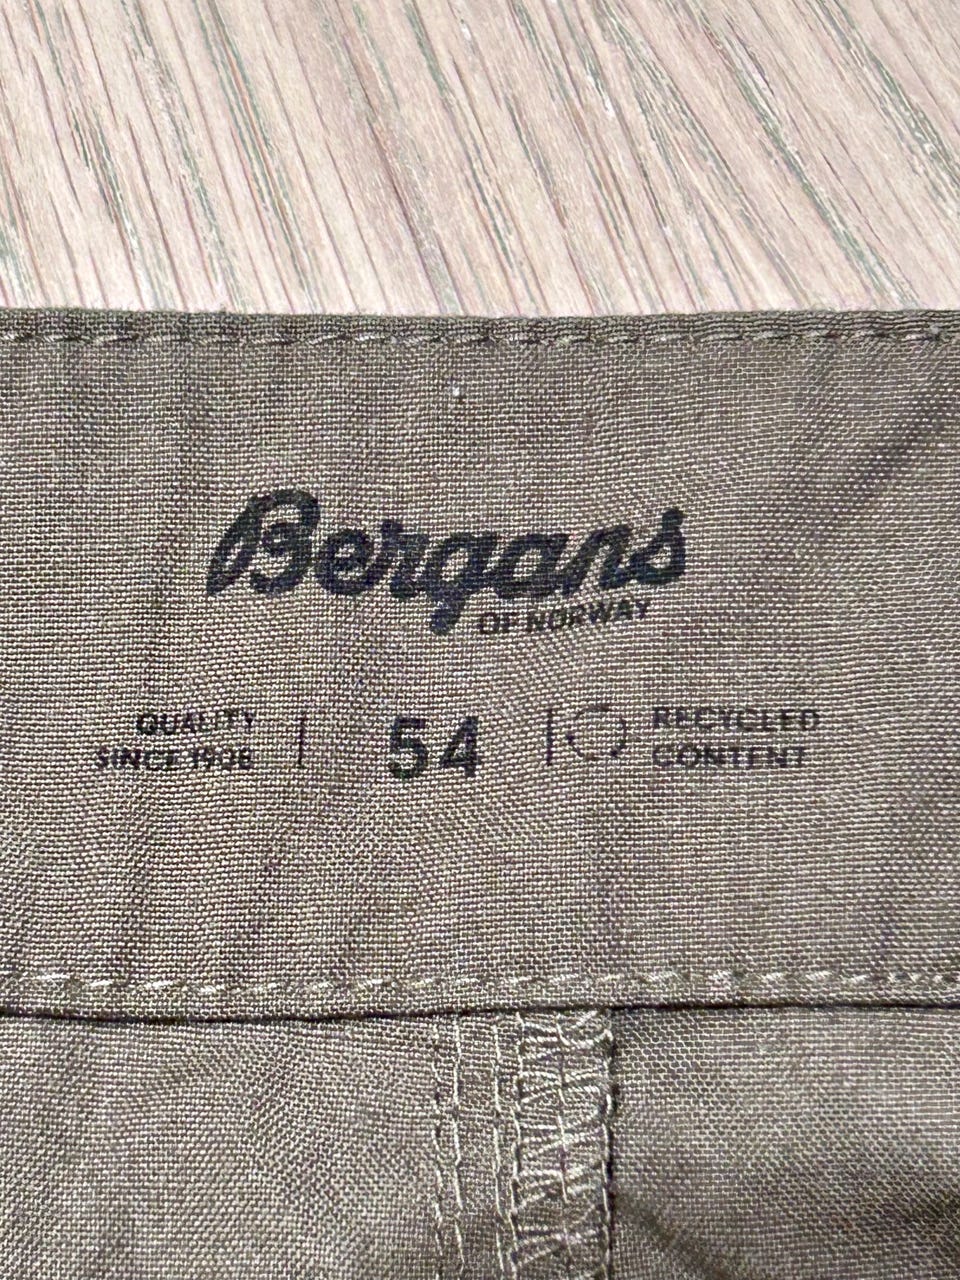 Bergans
OF NORWAY
QUALITY
SINCE 1908
54
RECYCLED
CONTENT